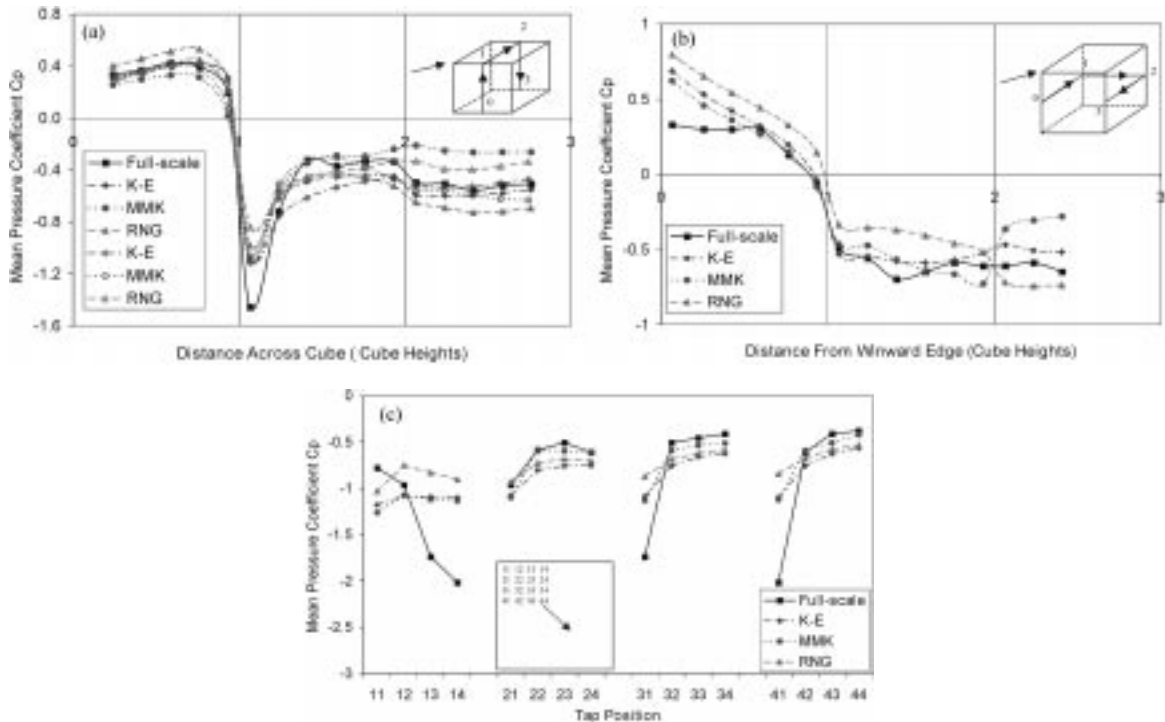 (a)
0.8
0.4
0.0
-0.4
-0.8
-1.2
-1.6
Mean Pressure Coefficient Cp
2
3
Full-scale
K-E
MMK
RNG
K-E
MMK
RNG
Distance Across Cube ( Cube Heights)
(b)
1
0.5
0
-0.5
-1
Mean Pressure Coefficient Cp
0
2
3
Full-scale
K-E
MMK
RNG
Distance From Winward Edge (Cube Heights)
(c)
0
-0.5
-1
-1.5
-2
-2.5
-3
Mean Pressure Coefficient Cp
Full-scale
K-E
MMK
RNG
11 12 13 14 21 22 23 24 31 32 33 34 41 42 43 44
Tap Position